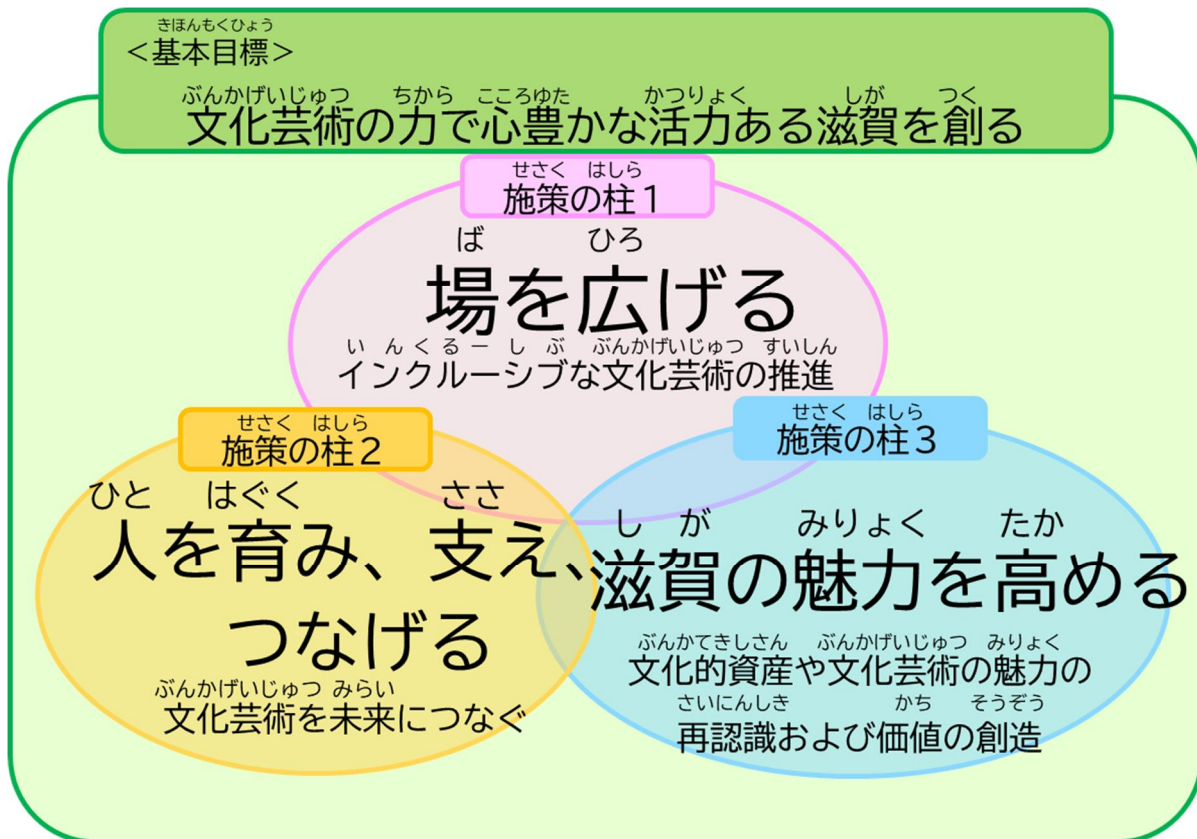 きほんもくひょう
＜基本目標＞
ぶんかげいじゅつ ちから こころゆた かつりょく しが つく
文化芸術の力で心豊かな活力ある滋賀を創る
せさく はしら
施策の柱１
ば ひろ
場を広げる
いんくるーしぶ ぶんかげいじゅつ すいしん
インクルーシブな文化芸術の推進
せさく はしら
施策の柱２
ひと はぐく ささ
人を育み、支え、
つなげる
ぶんかげいじゅつ みらい
文化芸術を未来につなぐ
せさく はしら
施策の柱３
しが みりょく たか
滋賀の魅力を高める
ぶんかてきしさん ぶんかげいじゅつ みりょく
文化的資産や文化芸術の魅力の
さいにんしき かち そうぞう
再認識および価値の創造